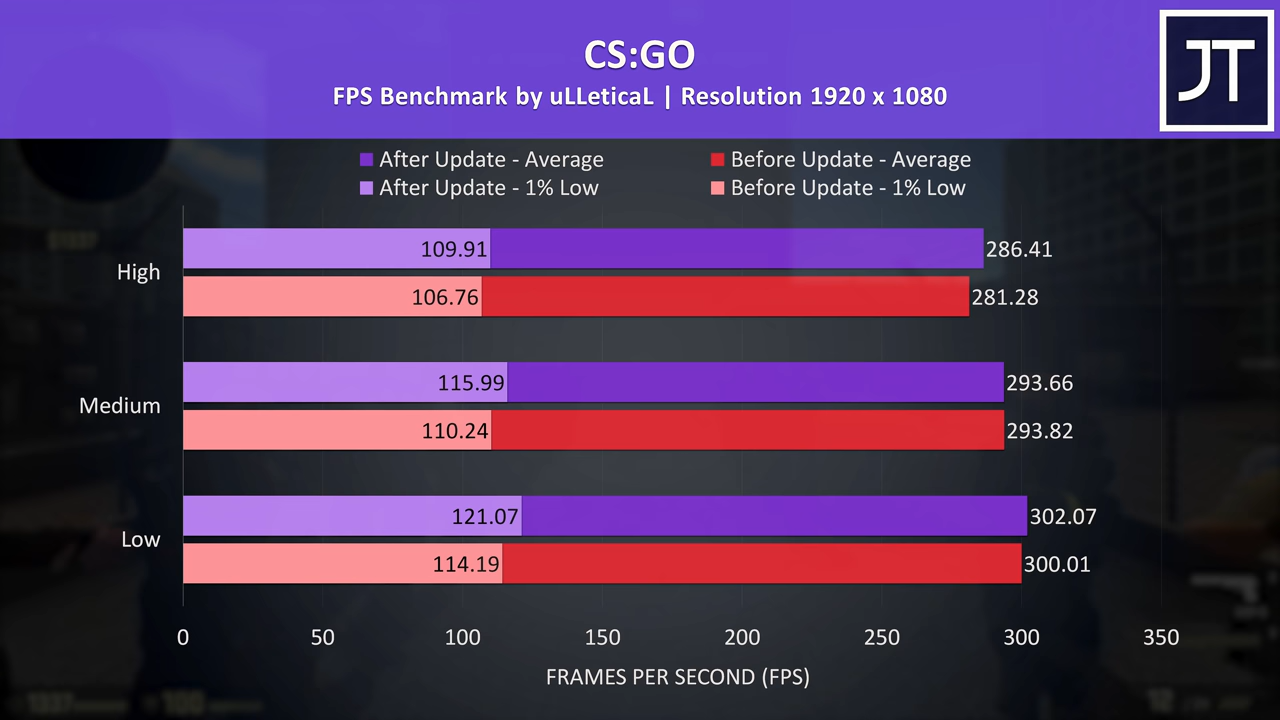 CS:GO
FPS Benchmark by uLLeticaL | Resolution 1920 x 1080
JT
After Update - Average
Before Update - Average
After Update - 1% Low
Before Update - 1% Low
High
109.91
286.41
106.76
281.28
Medium
115.99
293.66
110.24
293.82
Low
121.07
302.07
114.19
300.01
0 50 100 150 200 250 300 350
FRAMES PER SECOND (FPS)